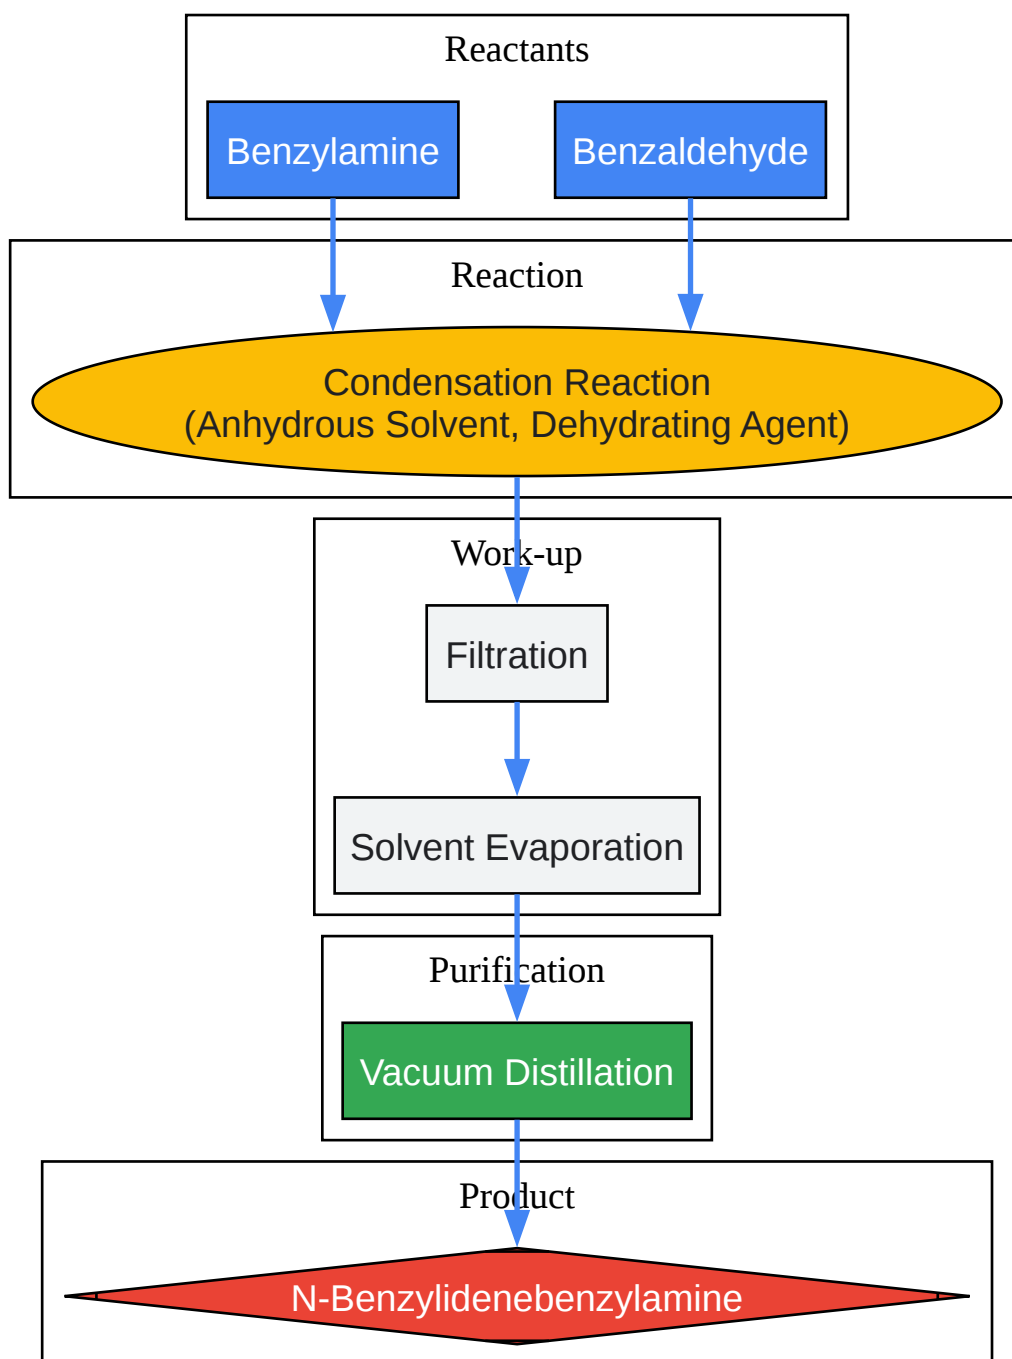 Reactants
Benzylamine
Benzaldehyde
Reaction
Condensation Reaction
(Anhydrous Solvent, Dehydrating Agent)
Work-up
Filtration
Solvent Evaporation
Purification
Vacuum Distillation
Product
N-Benzylidenebenzylamine